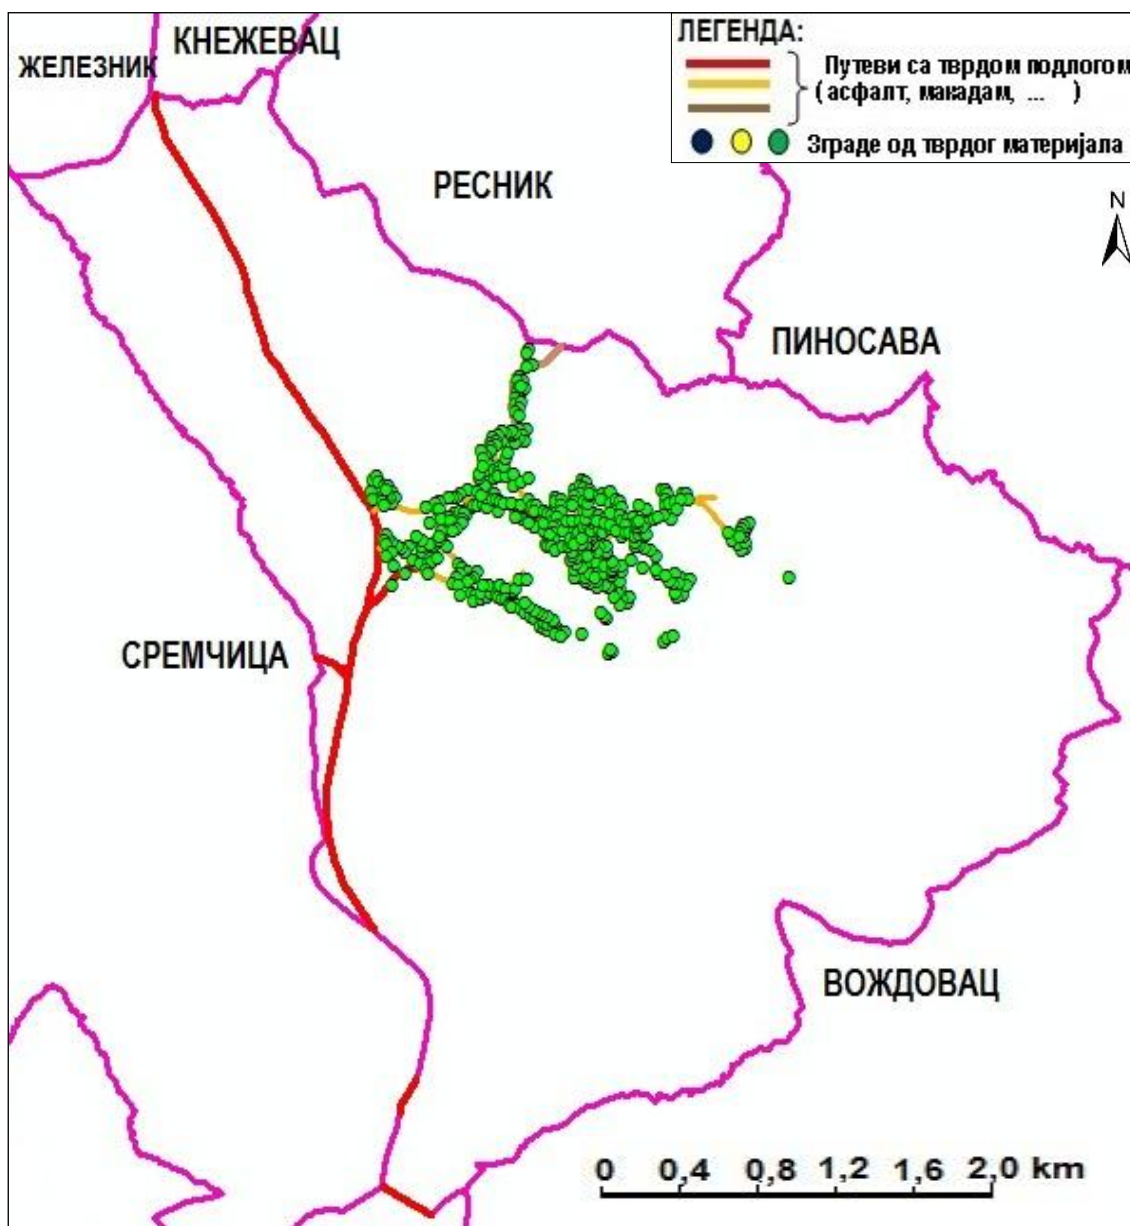 КНЕЖЕВАЦ
ЖЕЛЕЗНИК
ЛЕГЕНДА:
Путеви са тврдом подлогом
( асфалт, макадам, ... )
Зграде од тврдог материјала
РЕСНИК
N
ПИНОСАВА
СРЕМЧИЦА
ВОЖДОВАЦ
0 0,4 0,8 1,2 1,6 2,0 km